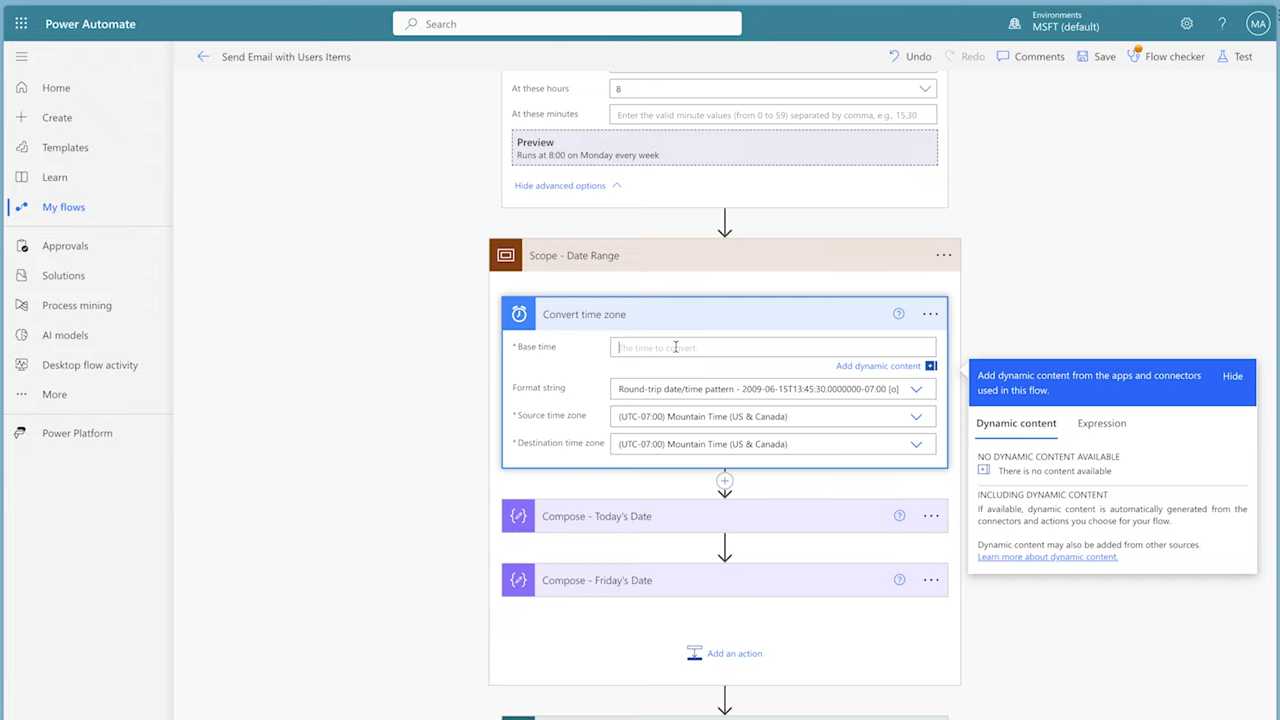 Power Automate
Search
Environments
MSFT (default)
?
MA
Send Email with Users Items
Undo
Redo
Comments
Save
Flow checker
Test
Home
Create
Templates
Learn
My flows
Approvals
Solutions
Process mining
AI models
Desktop flow activity
More
Power Platform
At these hours
8
At these minutes
Enter the valid minute values (from 0 to 59) separated by comma, e.g., 15,30
Preview
Runs at 8:00 on Monday every week
Hide advanced options
Scope - Date Range
Convert time zone
* Base time
The time to convert.
Add dynamic content
Format string
Round-trip date/time pattern - 2009-06-15T13:45:30.0000000-07:00 [o]
* Source time zone
(UTC-07:00) Mountain Time (US & Canada)
* Destination time zone
(UTC-07:00) Mountain Time (US & Canada)
Compose - Today's Date
Compose - Friday's Date
Add an action
Add dynamic content from the apps and connectors
used in this flow.
Hide
Dynamic content
Expression
NO DYNAMIC CONTENT AVAILABLE
There is no content available
INCLUDING DYNAMIC CONTENT
If available, dynamic content is automatically generated from the
connectors and actions you choose for your flow.
Dynamic content may also be added from other sources.
Learn more about dynamic content.